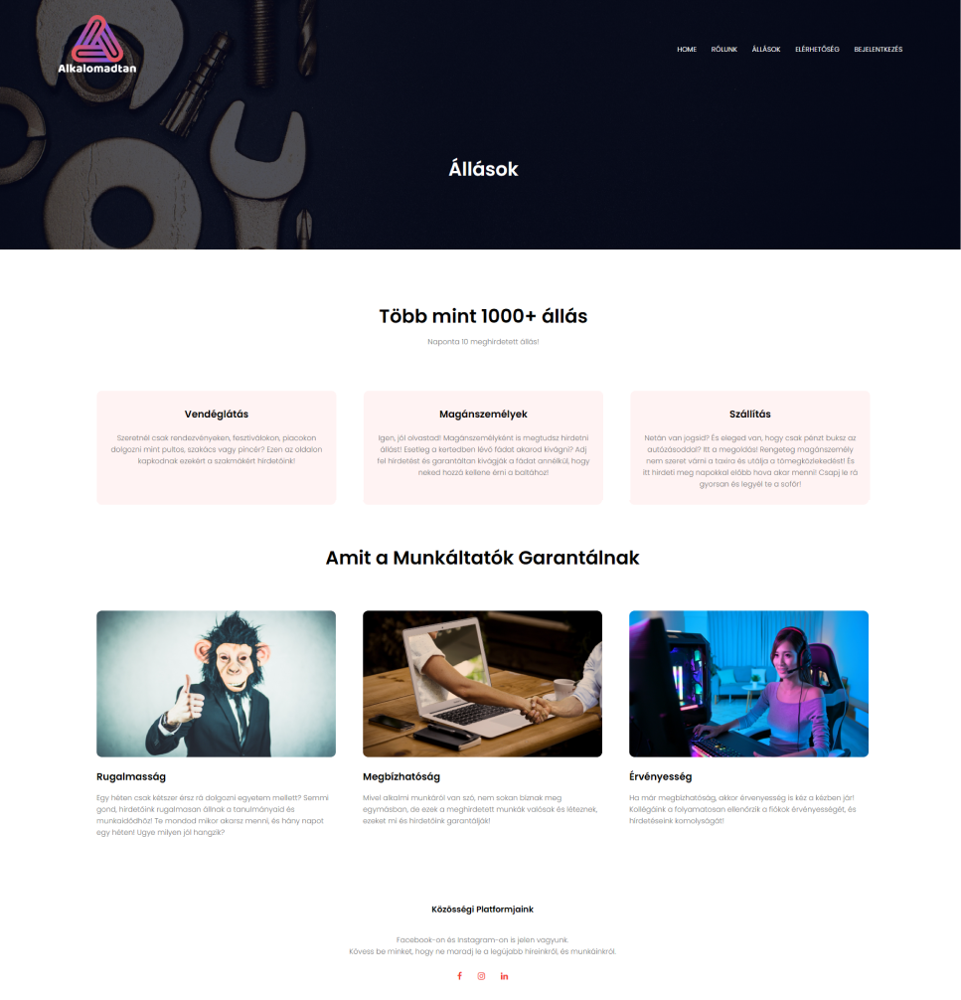 Alkalomadtan
HOME RÓLUNK ÁLLÁSOK ELÉRHETŐSÉG BEJELENTKEZÉS
Állások
Több mint 1000+ állás
Naponta 10 meghirdetett állás!
Vendéglátás
Szeretnél csak rendezvényeken, fesztiválokon, piacokon
dolgozni mint pultos, szakács vagy pincér? Ezen az oldalon
kapkodnak ezekért a szakmákért hirdetőink!
Magánszemélyek
Igen, jól olvastad! Magánszemélyként is megtudsz hirdetni
állást! Esetleg a kertedben lévő fádat akarod kivágni? Adj
fel hirdetést és garantáltan kivágják a fádat annélkül, hogy
neked hozzá kellene érni a baltához!
Szállítás
Netán van jogsid? És eleged van, hogy csak pénzt buksz az
autózásoddal? Itt a megoldás! Rengeteg magánszemély
nem szeret várni a taxira és utálja a tömegközlekedést! És
itt hirdeti meg napokkal előbb hova akar menni! Csapj le rá
gyorsan és legyél te a sofőr!
Amit a Munkáltatók Garantálnak
Rugalmasság
Egy héten csak kétszer érsz rá dolgozni egyetem mellett? Semmi
gond, hirdetőink rugalmasan állnak a tanulmányaid és
munkaidődhöz! Te mondod mikor akarsz menni, és hány napot
egy héten! Ugye milyen jól hangzik?
Megbízhatóság
Mivel alkalmi munkáról van szó, nem sokan bíznak meg
egymásban, de ezek a meghirdetett munkák valósak és léteznek,
ezeket mi és hirdetőink garantálják!
Érvényesség
Ha már megbízhatóság, akkor érvényesség is kéz a kézben jár!
Kollégáink a folyamatosan ellenőrzik a fiókok érvényességét, és
hirdetéseink komolyságát!
Közösségi Platformjaink
Facebook-on és Instagram-on is jelen vagyunk.
Kövess be minket, hogy ne maradj le a legújabb híreinkről, és munkáinkról.